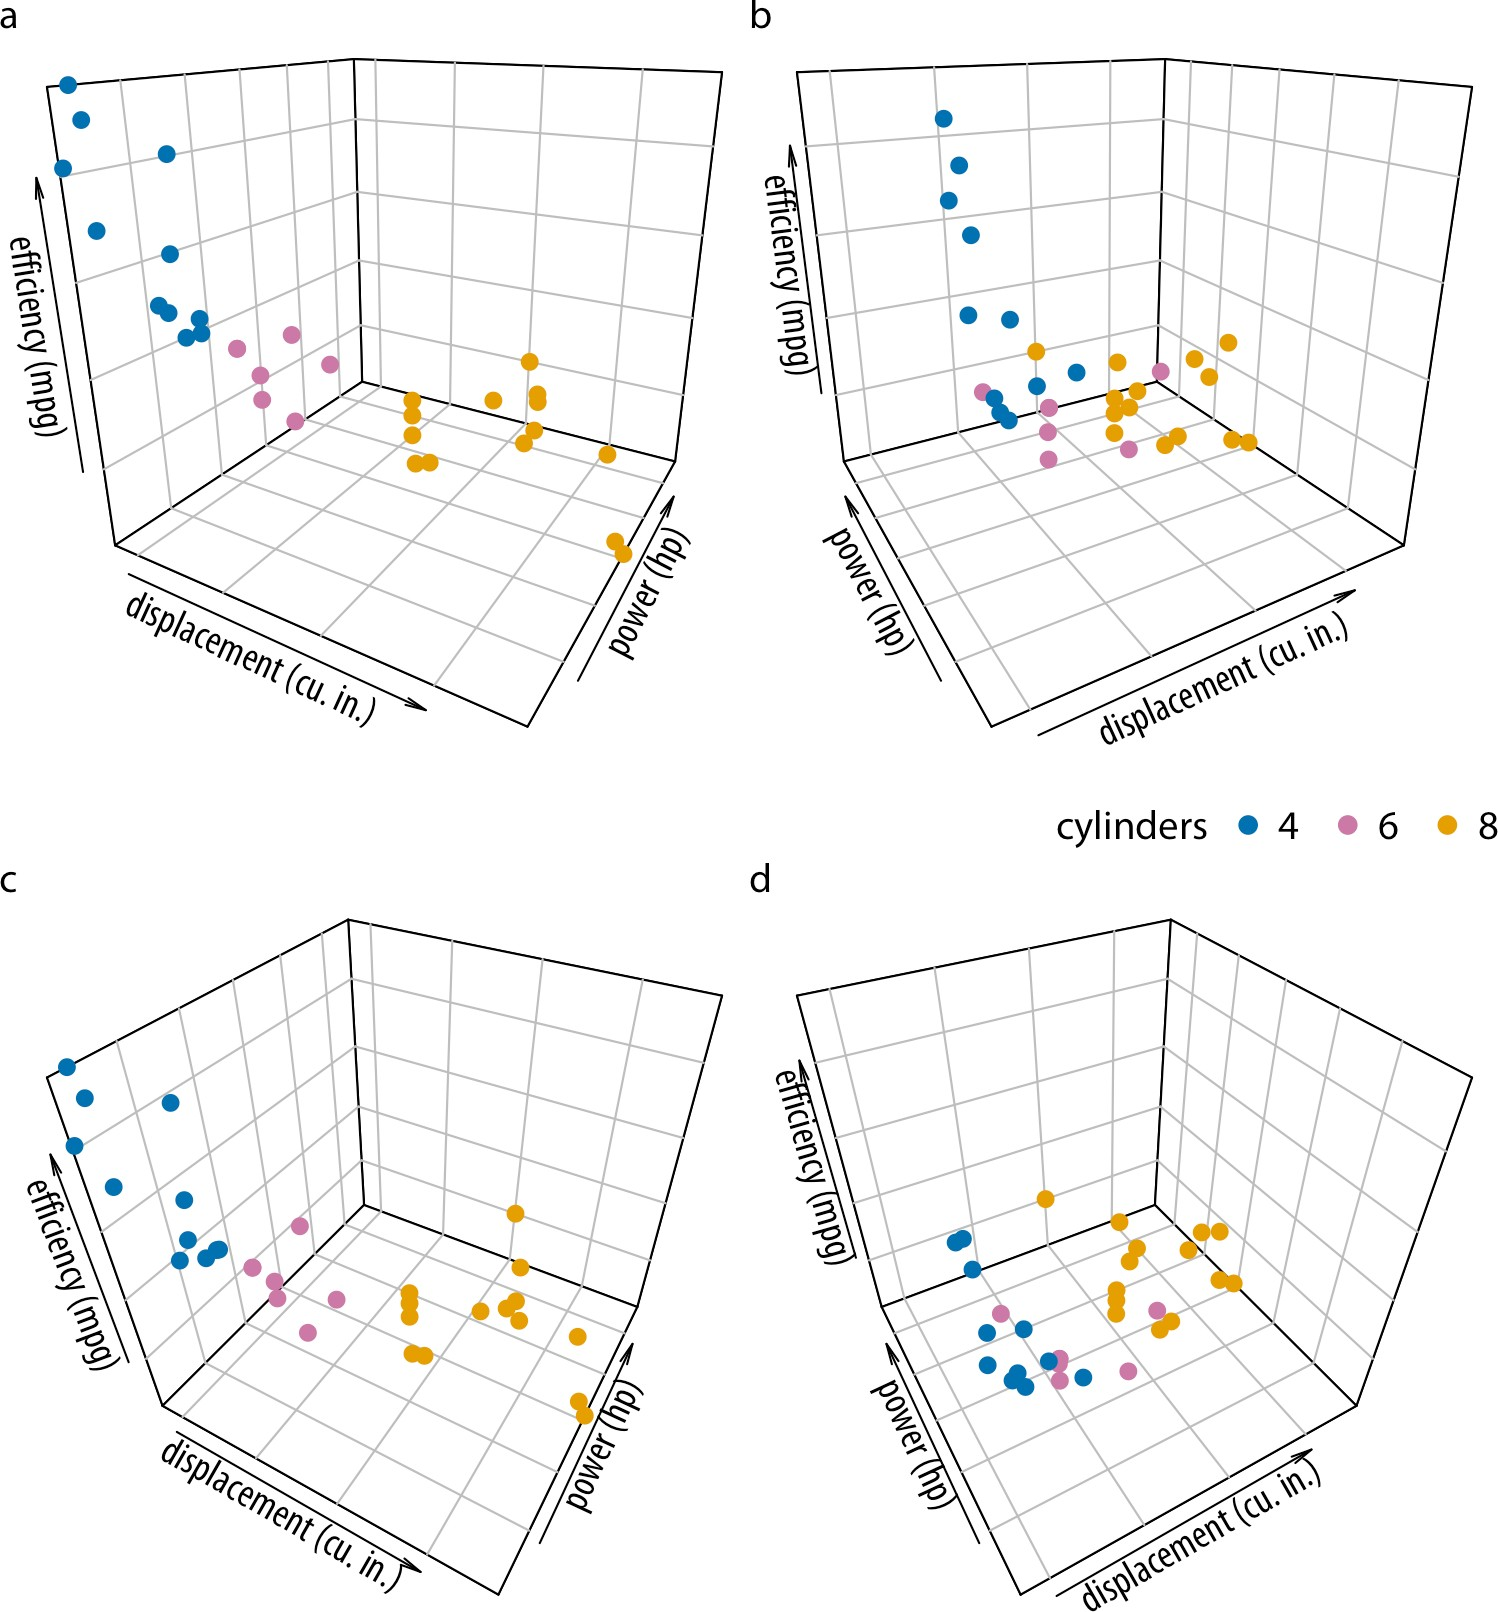 a
efficiency (mpg)
displacement (cu. in.)
power (hp)
b
efficiency (mpg)
power (hp)
displacement (cu. in.)
cylinders 4 6 8
c
efficiency (mpg)
displacement (cu. in.)
power (hp)
d
efficiency (mpg)
power (hp)
displacement (cu. in.)